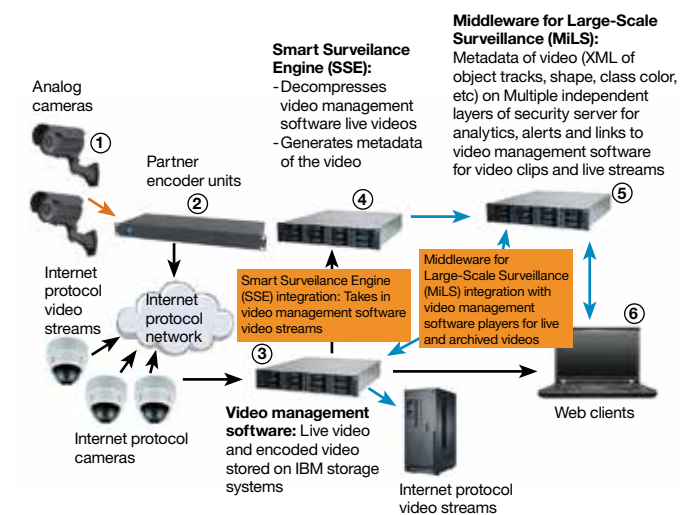 Analog
cameras
1
Partner
encoder units
2
Smart Surveilance
Engine (SSE):
- Decompresses
video management
software live videos
- Generates metadata
of the video
4
Middleware for Large-Scale
Surveillance (MiLS):
Metadata of video (XML of
object tracks, shape, class color,
etc) on Multiple independent
layers of security server for
analytics, alerts and links to
video management software
for video clips and live streams
5
Internet
protocol
video
streams
Internet
protocol
network
Smart Surveilance Engine
(SSE) integration: Takes in
video management software
video streams
Middleware for
Large-Scale Surveillance
(MiLS) integration with
video management
software players for live
and archived videos
6
3
Web clients
Internet protocol
cameras
Video management
software: Live video
and encoded video
stored on IBM storage
systems
Internet protocol
video streams